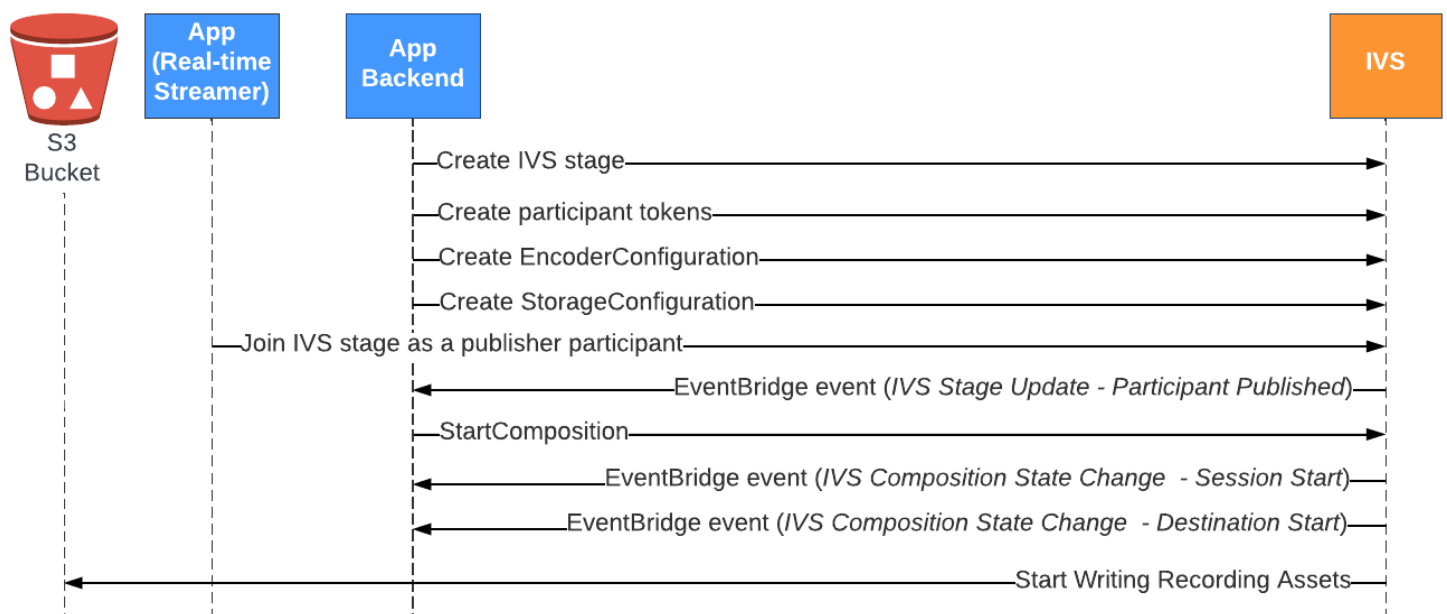 App
(Real-time
Streamer)
App
Backend
IVS
S3
Bucket
Create IVS stage
Create participant tokens
Create EncoderConfiguration
Create StorageConfiguration
Join IVS stage as a publisher participant
EventBridge event (IVS Stage Update - Participant Published)
StartComposition
EventBridge event (IVS Composition State Change - Session Start)
EventBridge event (IVS Composition State Change - Destination Start)
Start Writing Recording Assets